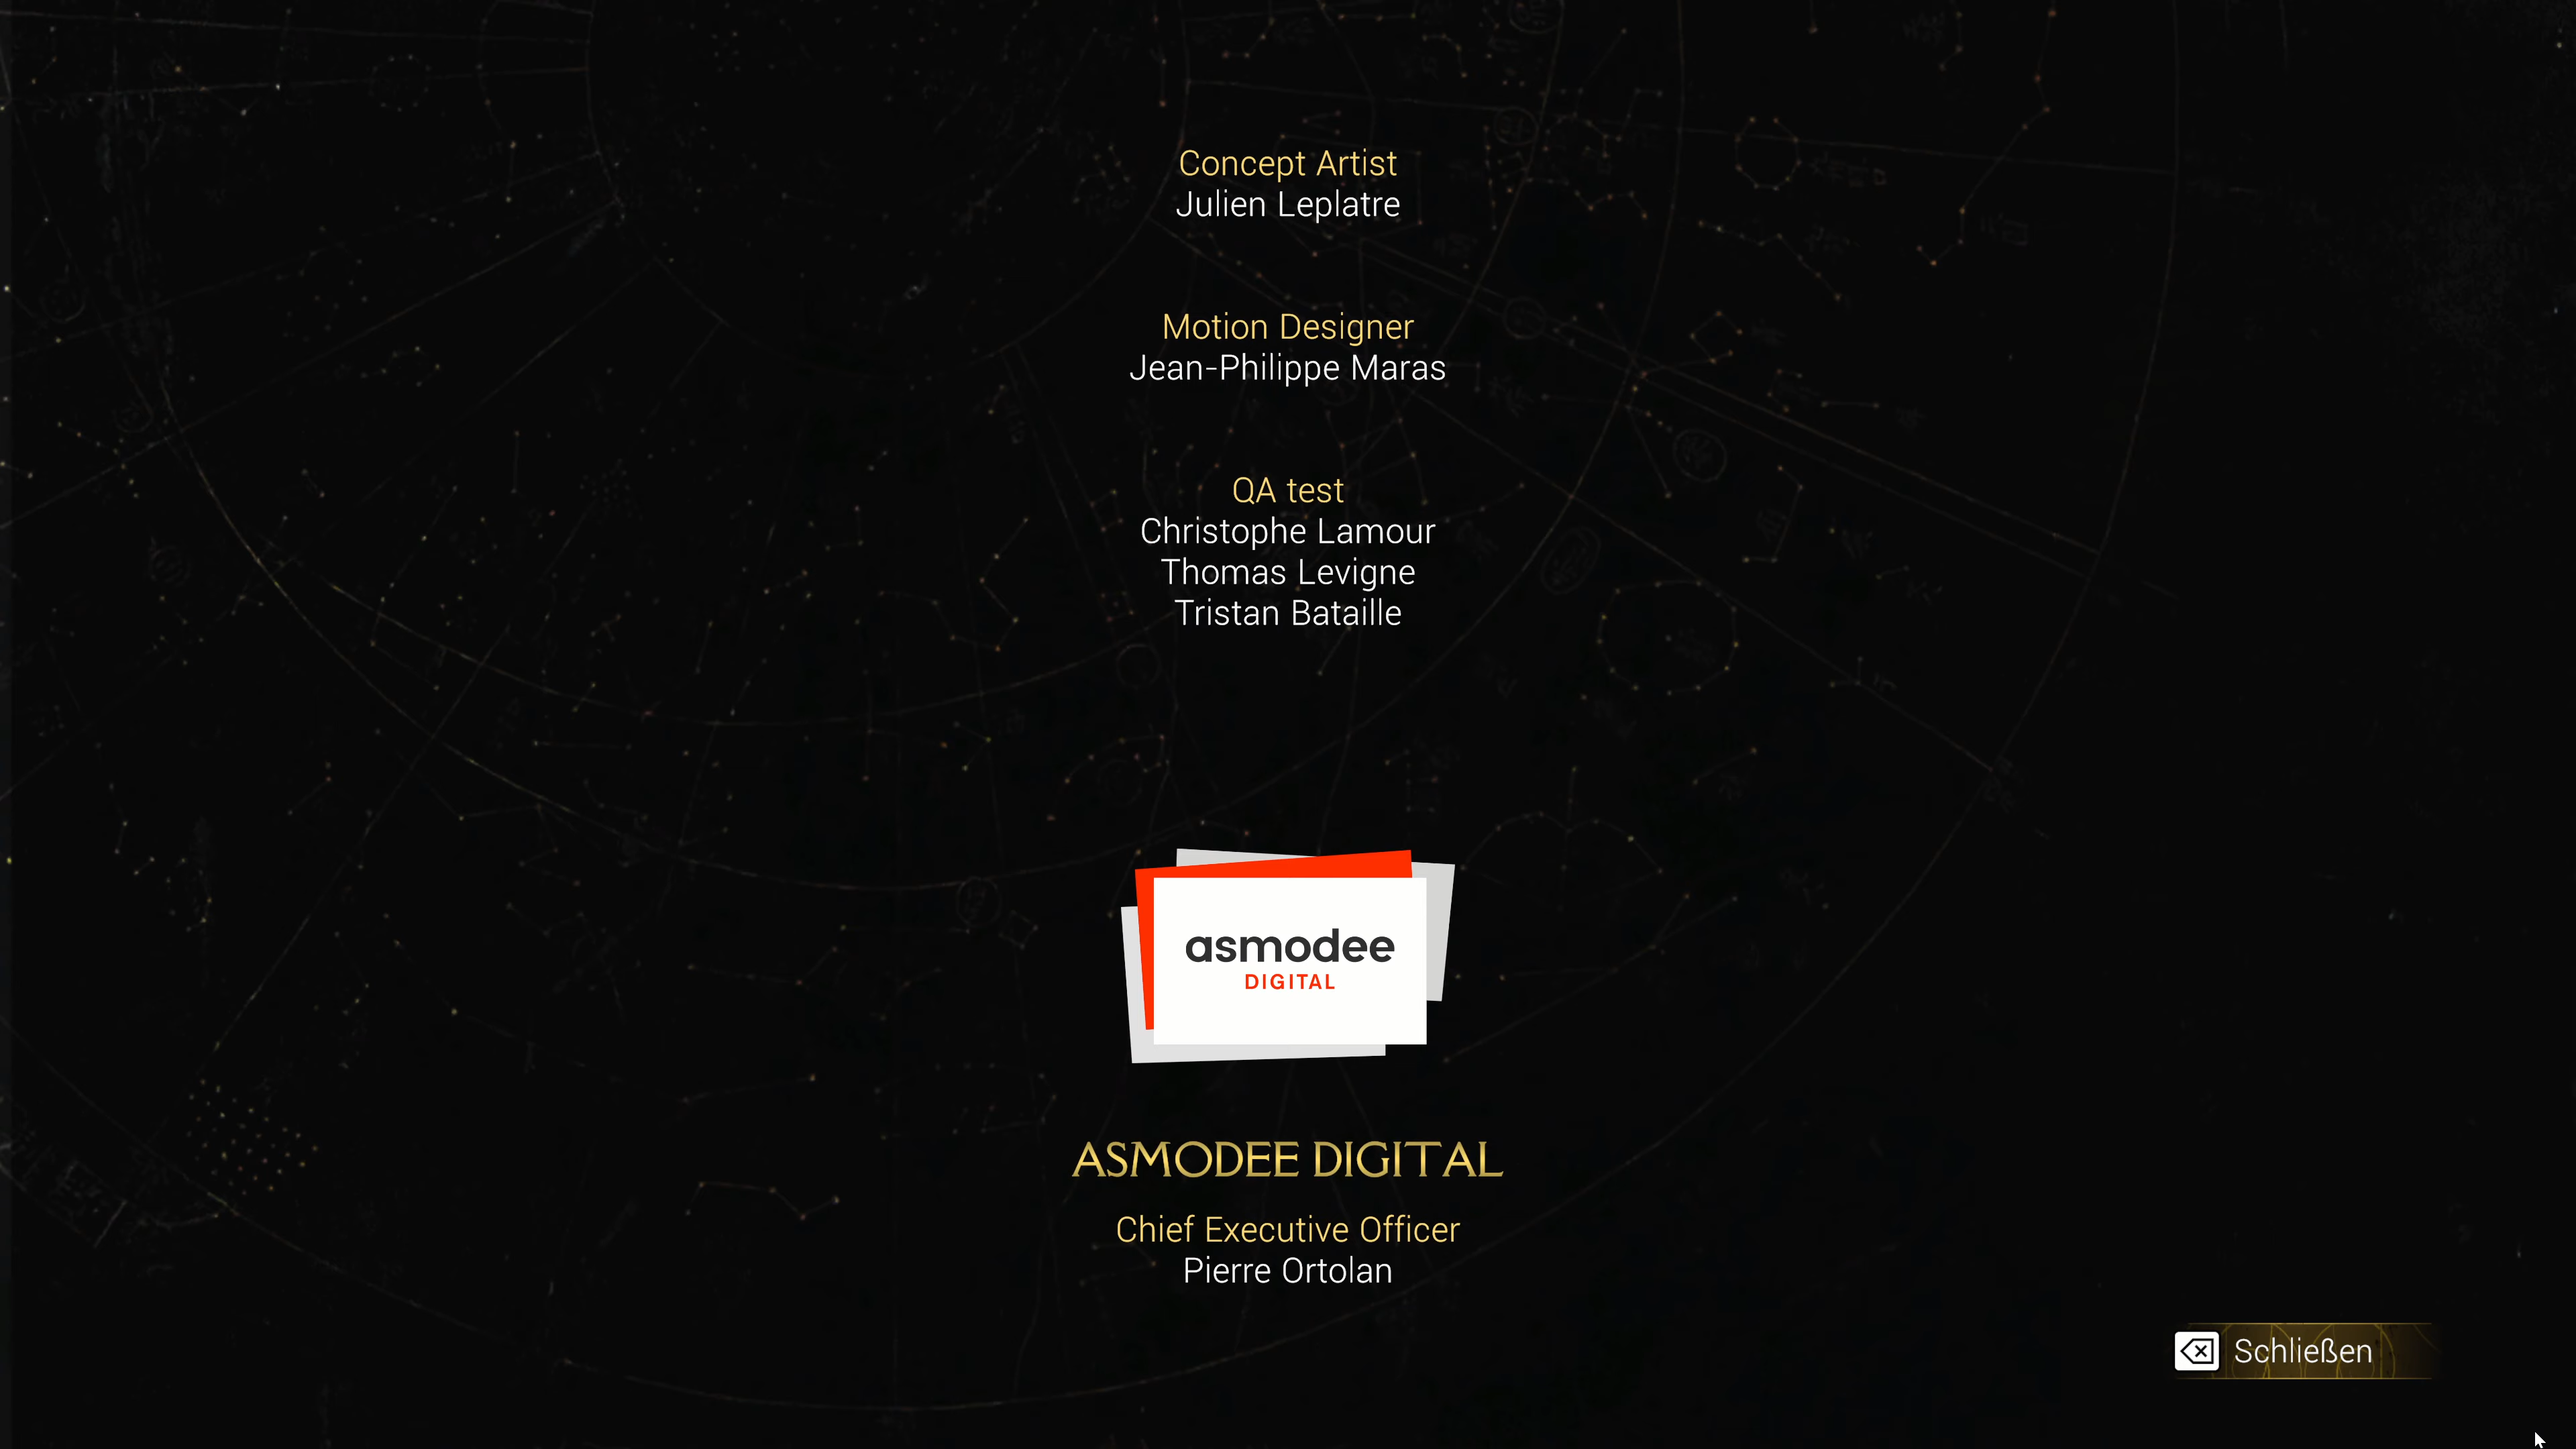 Concept Artist
Julien Leplatre
Motion Designer
Jean-Philippe Maras
QA test
Christophe Lamour
Thomas Levigne
Tristan Bataille
asmodee
DIGITAL
ASMODEE DIGITAL
Chief Executive Officer
Pierre Ortolan
Schließen